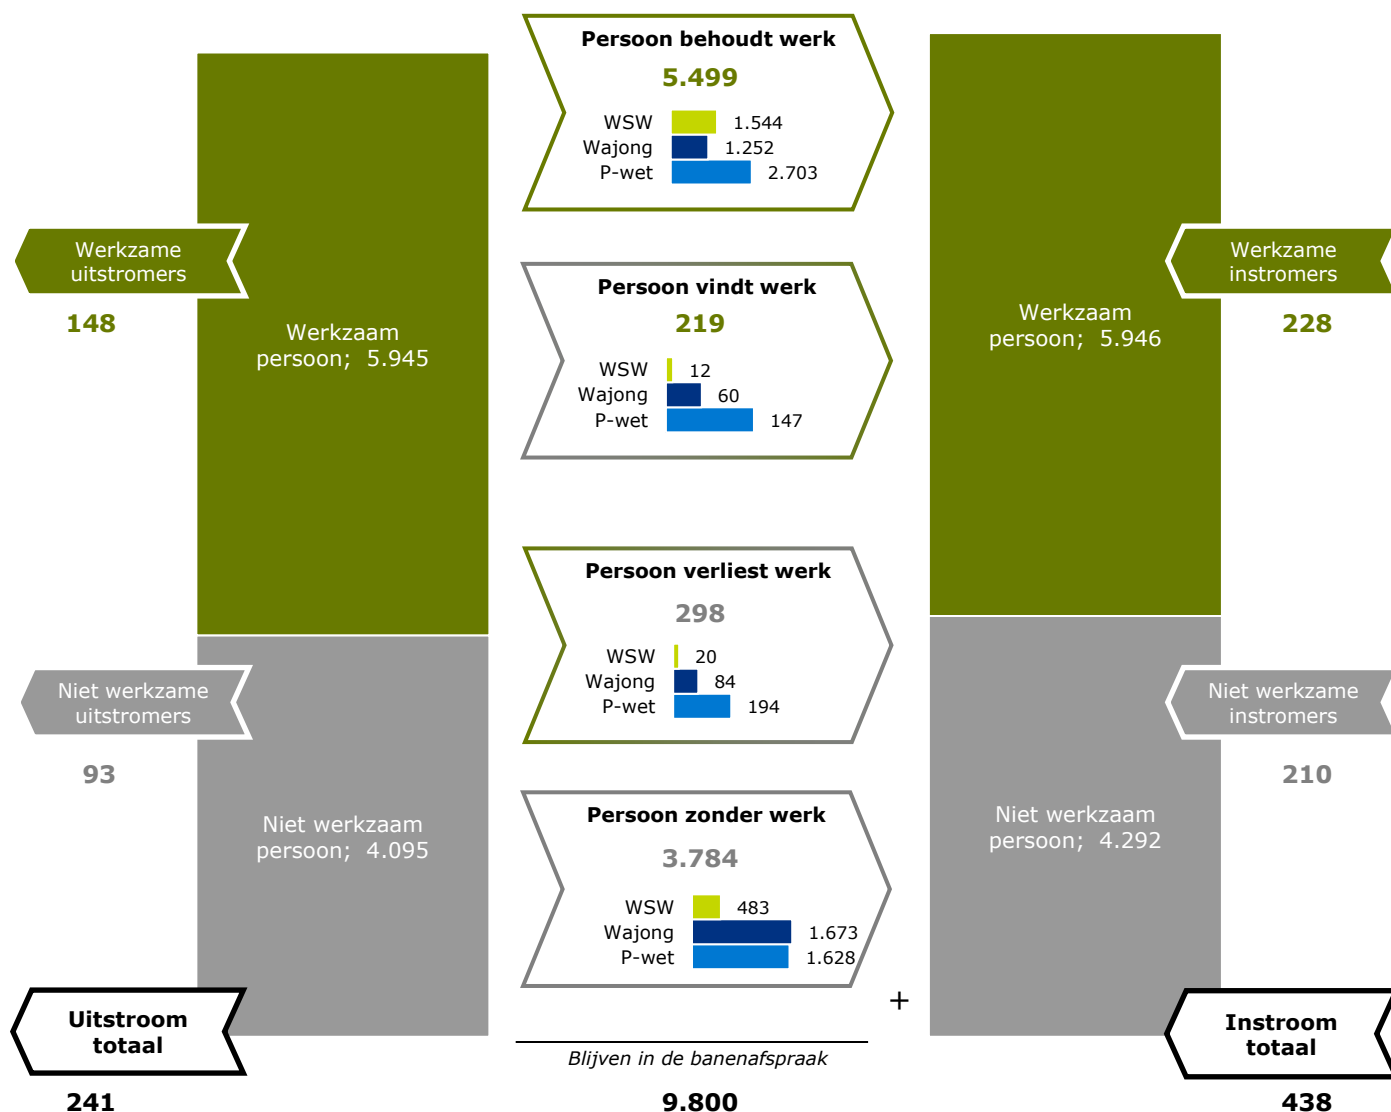 Werkzame
uitstromers
148
Niet werkzame
uitstromers
93
Uitstroom
totaal
241
Werkzaam
persoon;  5.945
Niet werkzaam
persoon;  4.095
Persoon behoudt werk
5.499
WSW 1.544
Wajong 1.252
P-wet 2.703
Persoon vindt werk
219
WSW 12
Wajong 60
P-wet 147
Persoon verliest werk
298
WSW 20
Wajong 84
P-wet 194
Persoon zonder werk
3.784
WSW 483
Wajong 1.673
P-wet 1.628
+
Blijven in de banenafspraak
9.800
Werkzaam
persoon;  5.946
Niet werkzaam
persoon;  4.292
Werkzame
instromers
228
Niet werkzame
instromers
210
Instroom
totaal
438